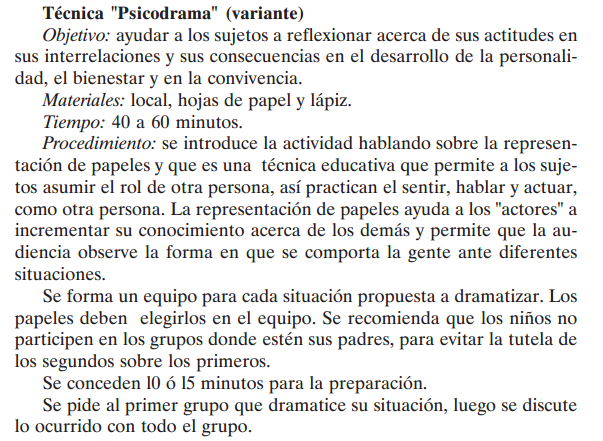 Técnica "Psicodrama" (variante)
Objetivo: ayudar a los sujetos a reflexionar acerca de sus actitudes en
sus interrelaciones y sus consecuencias en el desarrollo de la personali-
dad, el bienestar y en la convivencia.
Materiales: local, hojas de papel y lápiz.
Tiempo: 40 a 60 minutos.
Procedimiento: se introduce la actividad hablando sobre la represen-
tación de papeles y que es una técnica educativa que permite a los suje-
tos asumir el rol de otra persona, así practican el sentir, hablar y actuar,
como otra persona. La representación de papeles ayuda a los "actores" a
incrementar su conocimiento acerca de los demás y permite que la au-
diencia observe la forma en que se comporta la gente ante diferentes
situaciones.
Se forma un equipo para cada situación propuesta a dramatizar. Los
papeles deben elegirlos en el equipo. Se recomienda que los niños no
participen en los grupos donde estén sus padres, para evitar la tutela de
los segundos sobre los primeros.
Se conceden l0 ó l5 minutos para la preparación.
Se pide al primer grupo que dramatice su situación, luego se discute
lo ocurrido con todo el grupo.